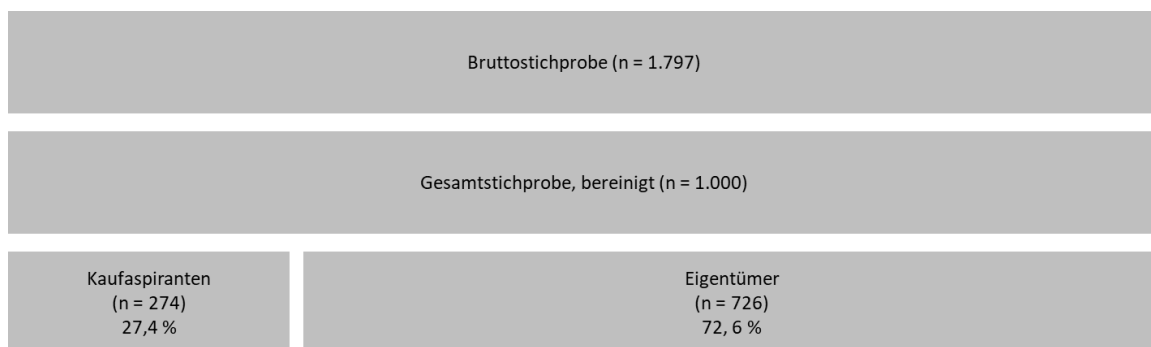 Bruttostichprobe (n = 1.797)
Gesamtstichprobe, bereinigt (n = 1.000)
Kaufaspiranten
(n = 274)
27,4 %
Eigentümer
(n = 726)
72, 6 %